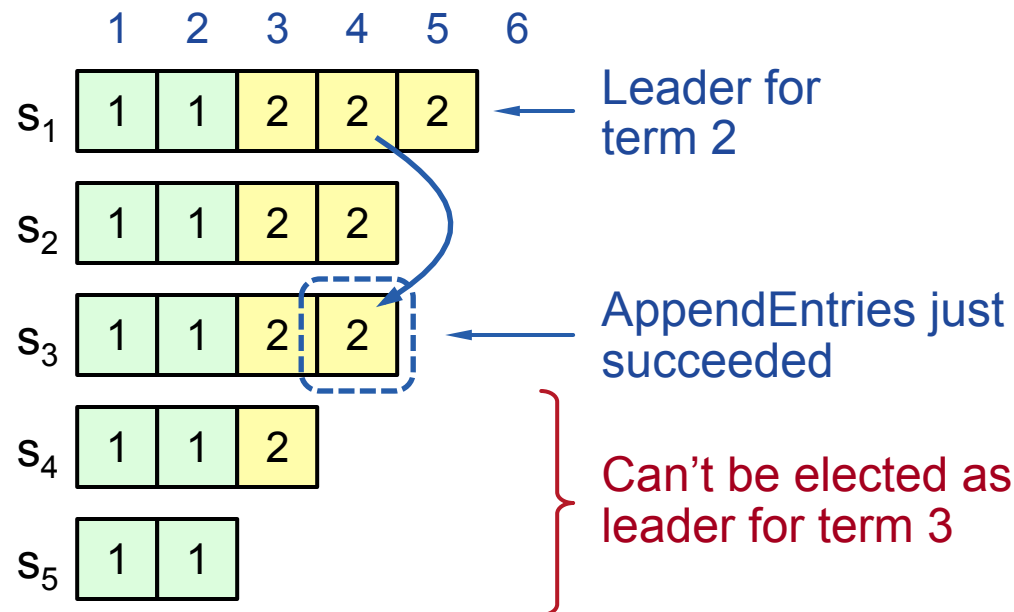 1 2 3 4 5 6
s₁ 1 1 2 2 2
Leader for
term 2
s₂ 1 1 2 2
s₃ 1 1 2 2
AppendEntries just
succeeded
s₄ 1 1 2
s₅ 1 1
Can’t be elected as
leader for term 3